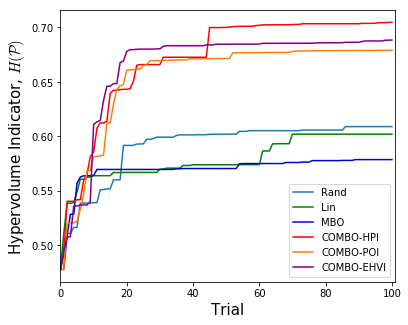 Hypervolume Indicator, H(P)
0.70
0.65
0.60
0.55
0.50
0
20
40
60
80
100
Trial
Rand
Lin
MBO
COMBO-HPI
COMBO-POI
COMBO-EHVI